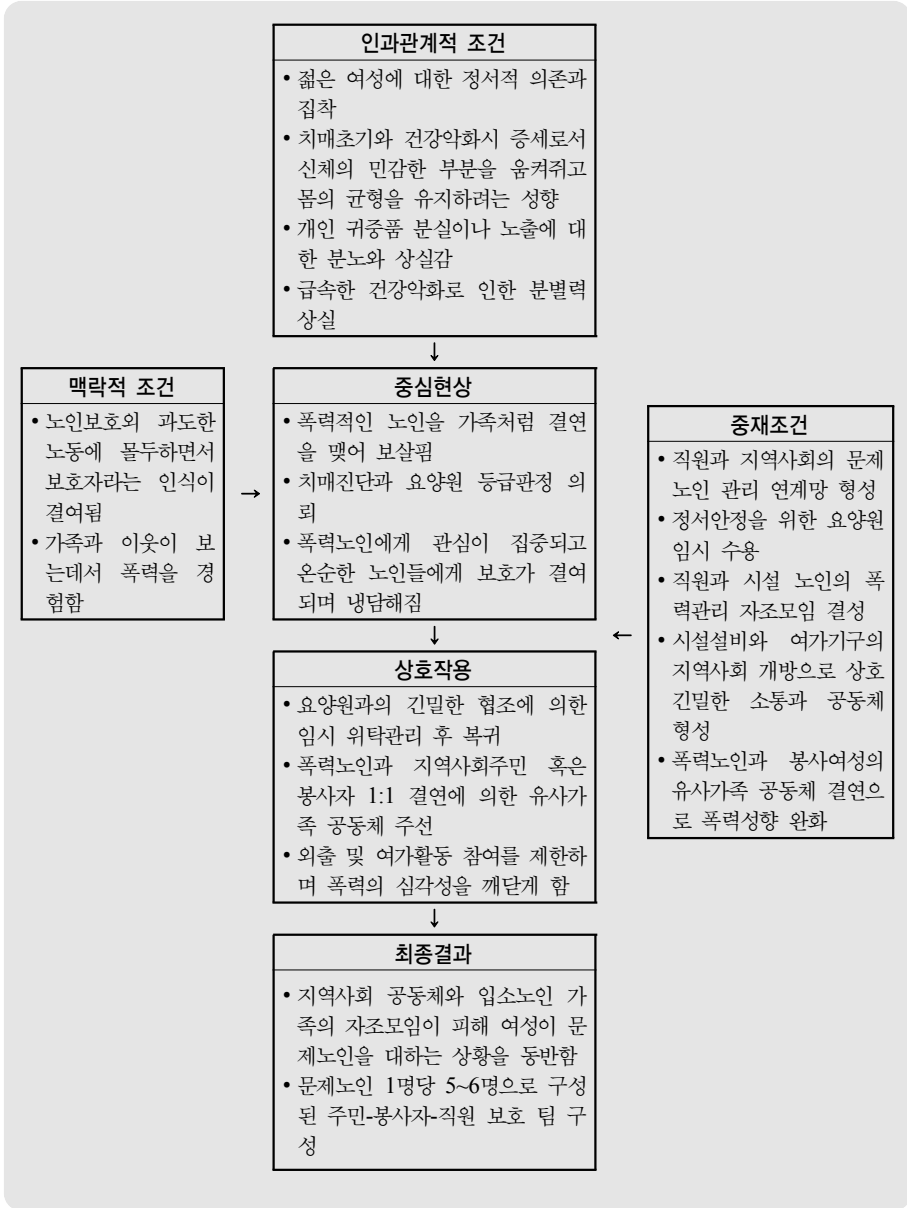 인과관계적 조건
• 젊은 여성에 대한 정서적 의존과
집착
• 치매초기와 건강악화시 증세로서
신체의 민감한 부분을 움켜쥐고
몸의 균형을 유지하려는 성향
• 개인 귀중품 분실이나 노출에 대
한 분노와 상실감
• 급속한 건강악화로 인한 분별력
상실
↓
맥락적 조건
• 노인보호외 과도한
노동에 몰두하면서
보호자라는 인식이
결여됨
• 가족과 이웃이 보
는데서 폭력을 경
험함
→
중심현상
• 폭력적인 노인을 가족처럼 결연
을 맺어 보살핌
• 치매진단과 요양원 등급판정 의
뢰
• 폭력노인에게 관심이 집중되고
온순한 노인들에게 보호가 결여
되며 냉담해짐
↓
←
중재조건
• 직원과 지역사회의 문제
노인 관리 연계망 형성
• 정서안정을 위한 요양원
임시 수용
• 직원과 시설 노인의 폭
력관리 자조모임 결성
• 시설설비와 여가기구의
지역사회 개방으로 상호
긴밀한 소통과 공동체
형성
• 폭력노인과 봉사여성의
유사가족 공동체 결연으
로 폭력성향 완화
상호작용
• 요양원과의 긴밀한 협조에 의한
임시 위탁관리 후 복귀
• 폭력노인과 지역사회주민 혹은
봉사자 1:1 결연에 의한 유사가
족 공동체 주선
• 외출 및 여가활동 참여를 제한하
며 폭력의 심각성을 깨닫게 함
↓
최종결과
• 지역사회 공동체와 입소노인 가
족의 자조모임이 피해 여성이 문
제노인을 대하는 상황을 동반함
• 문제노인 1명당 5~6명으로 구성
된 주민-봉사자-직원 보호 팀 구
성